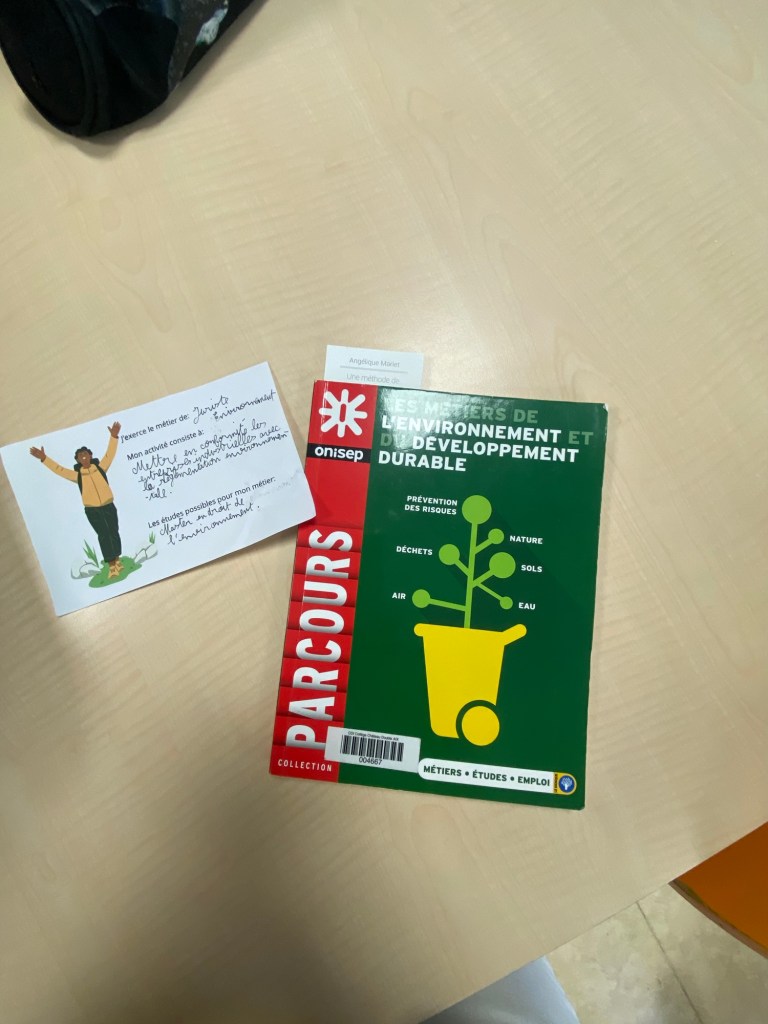 Angélique Mariet
Une méthode de
LES MÉTIERS DE
L'ENVIRONNEMENT ET
DU DÉVELOPPEMENT
DURABLE
onisep
PARCOURS
COLLECTION
PRÉVENTION
DES RISQUES
NATURE
DÉCHETS
SOLS
AIR
EAU
004667
MÉTIERS • ÉTUDES • EMPLOI
J'exerce le métier de: Juriste
Environnement
Mon activité consiste à:
Mettre en conformité les
entreprises industrielles avec
la réglementation environnemen-
tale.
Les études possibles pour mon métier:
Master en droit de
l'environnement.